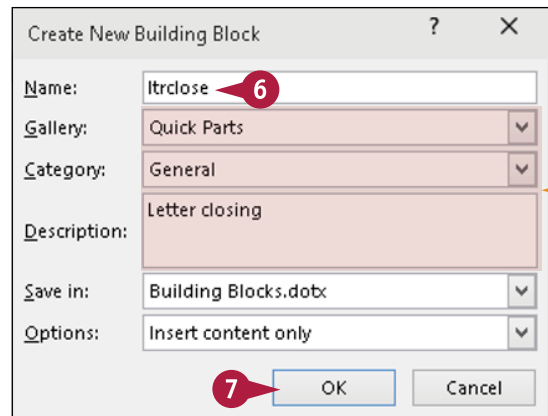 Create New Building Block ? ✕
Name: ltrclose 6
Gallery: Quick Parts
Category: General
Description: Letter closing
Save in: Building Blocks.dotx
Options: Insert content only
7 OK Cancel